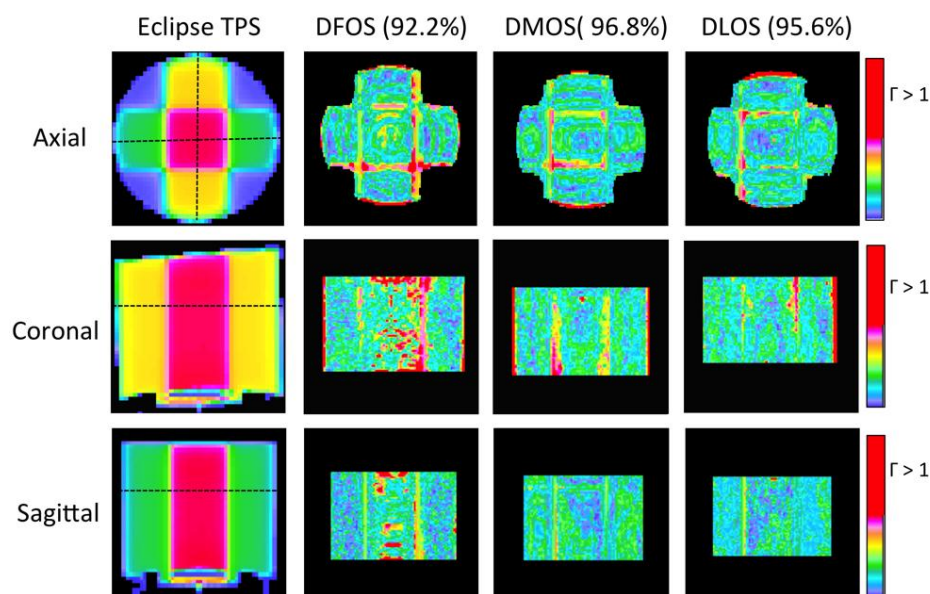 Eclipse TPS DFOS (92.2%) DMOS( 96.8%) DLOS (95.6%)
Axial Γ > 1
Coronal Γ > 1
Sagittal Γ > 1